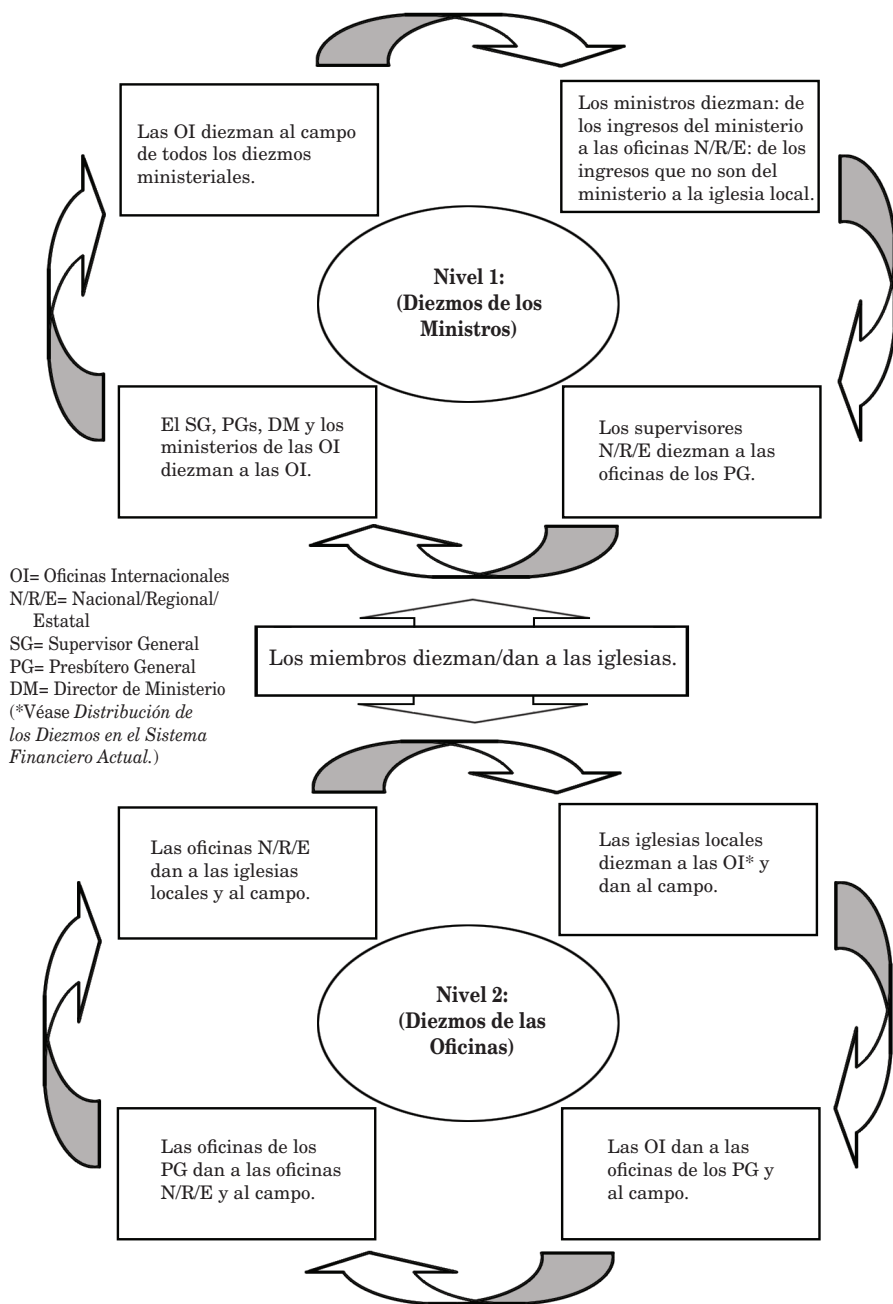 Las OI diezman al campo
de todos los diezmos
ministeriales.
Los ministros diezman: de
los ingresos del ministerio
a las oficinas N/R/E: de los
ingresos que no son del
ministerio a la iglesia local.
Nivel 1:
(Diezmos de los
Ministros)
El SG, PGs, DM y los
ministerios de las OI
diezman a las OI.
Los supervisores
N/R/E diezman a las
oficinas de los PG.
OI= Oficinas Internacionales
N/R/E= Nacional/Regional/
Estatal
SG= Supervisor General
PG= Presbítero General
DM= Director de Ministerio
(*Véase Distribución de
los Diezmos en el Sistema
Financiero Actual.)
Los miembros diezman/dan a las iglesias.
Las oficinas N/R/E
dan a las iglesias
locales y al campo.
Las iglesias locales
diezman a las OI* y
dan al campo.
Nivel 2:
(Diezmos de las
Oficinas)
Las oficinas de los
PG dan a las oficinas
N/R/E y al campo.
Las OI dan a las
oficinas de los PG y
al campo.